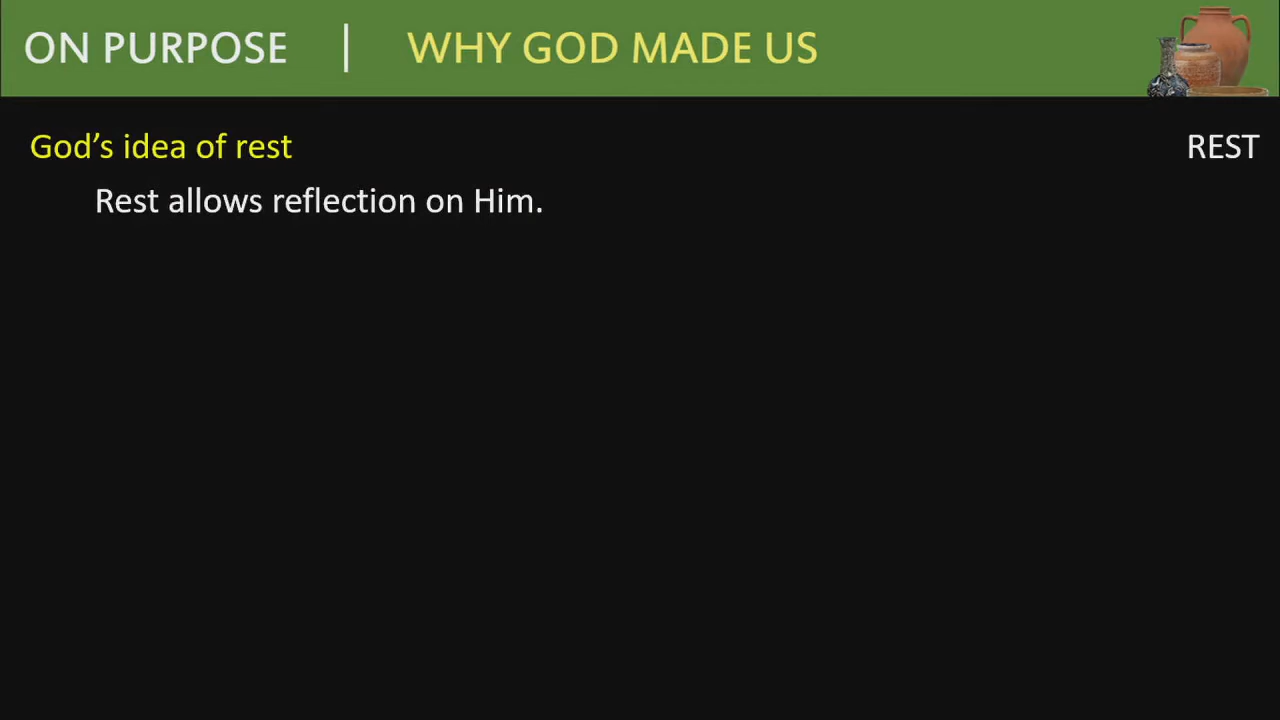 ON PURPOSE | WHY GOD MADE US
God’s idea of rest REST
Rest allows reflection on Him.